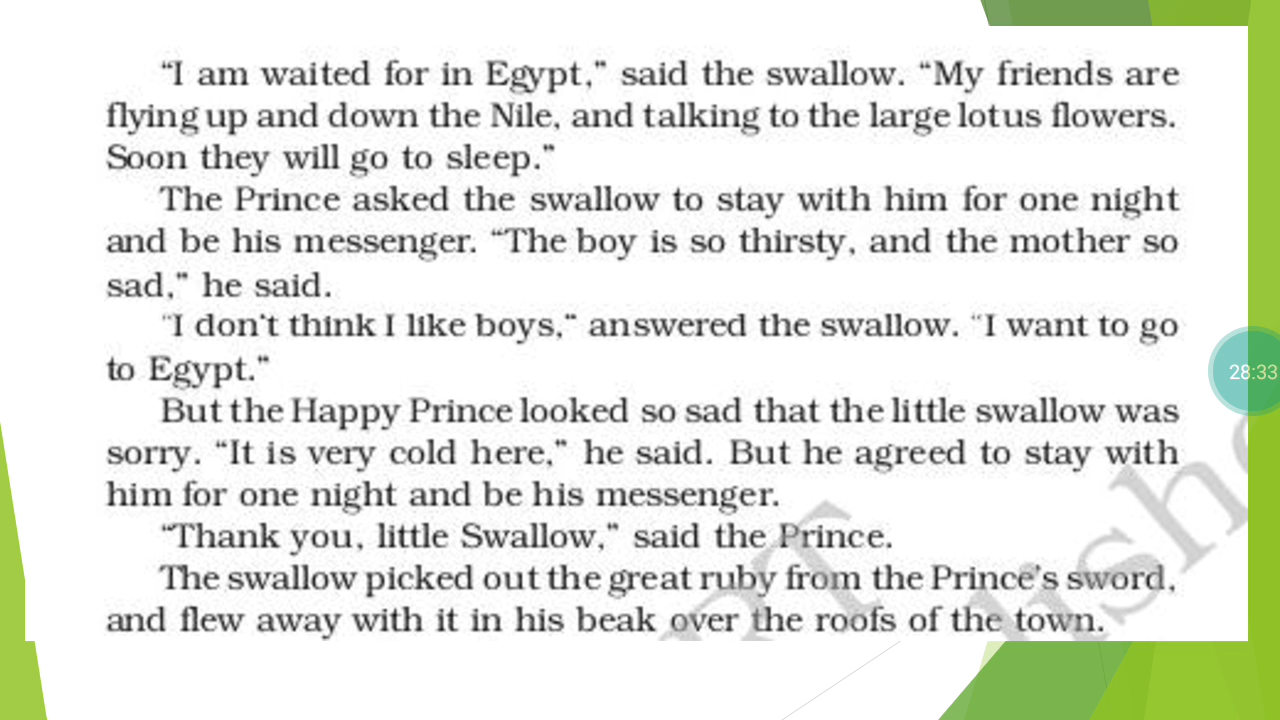 “I am waited for in Egypt,” said the swallow. “My friends are
flying up and down the Nile, and talking to the large lotus flowers.
Soon they will go to sleep.”
The Prince asked the swallow to stay with him for one night
and be his messenger. “The boy is so thirsty, and the mother so
sad,” he said.
“I don't think I like boys,“ answered the swallow. “I want to go
to Egypt.”
But the Happy Prince looked so sad that the little swallow was
sorry. “It is very cold here,” he said. But he agreed to stay with
him for one night and be his messenger.
“Thank you, little Swallow,” said the Prince.
The swallow picked out the great ruby from the Prince’s sword,
and flew away with it in his beak over the roofs of the town.
28:33